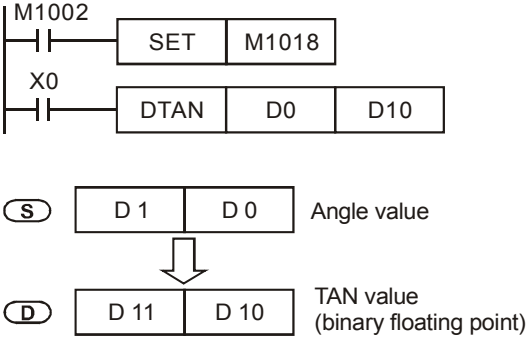 M1002
SET M1018
X0
DTAN D0 D10
S D 1 D 0 Angle value
D D 11 D 10 TAN value
(binary floating point)